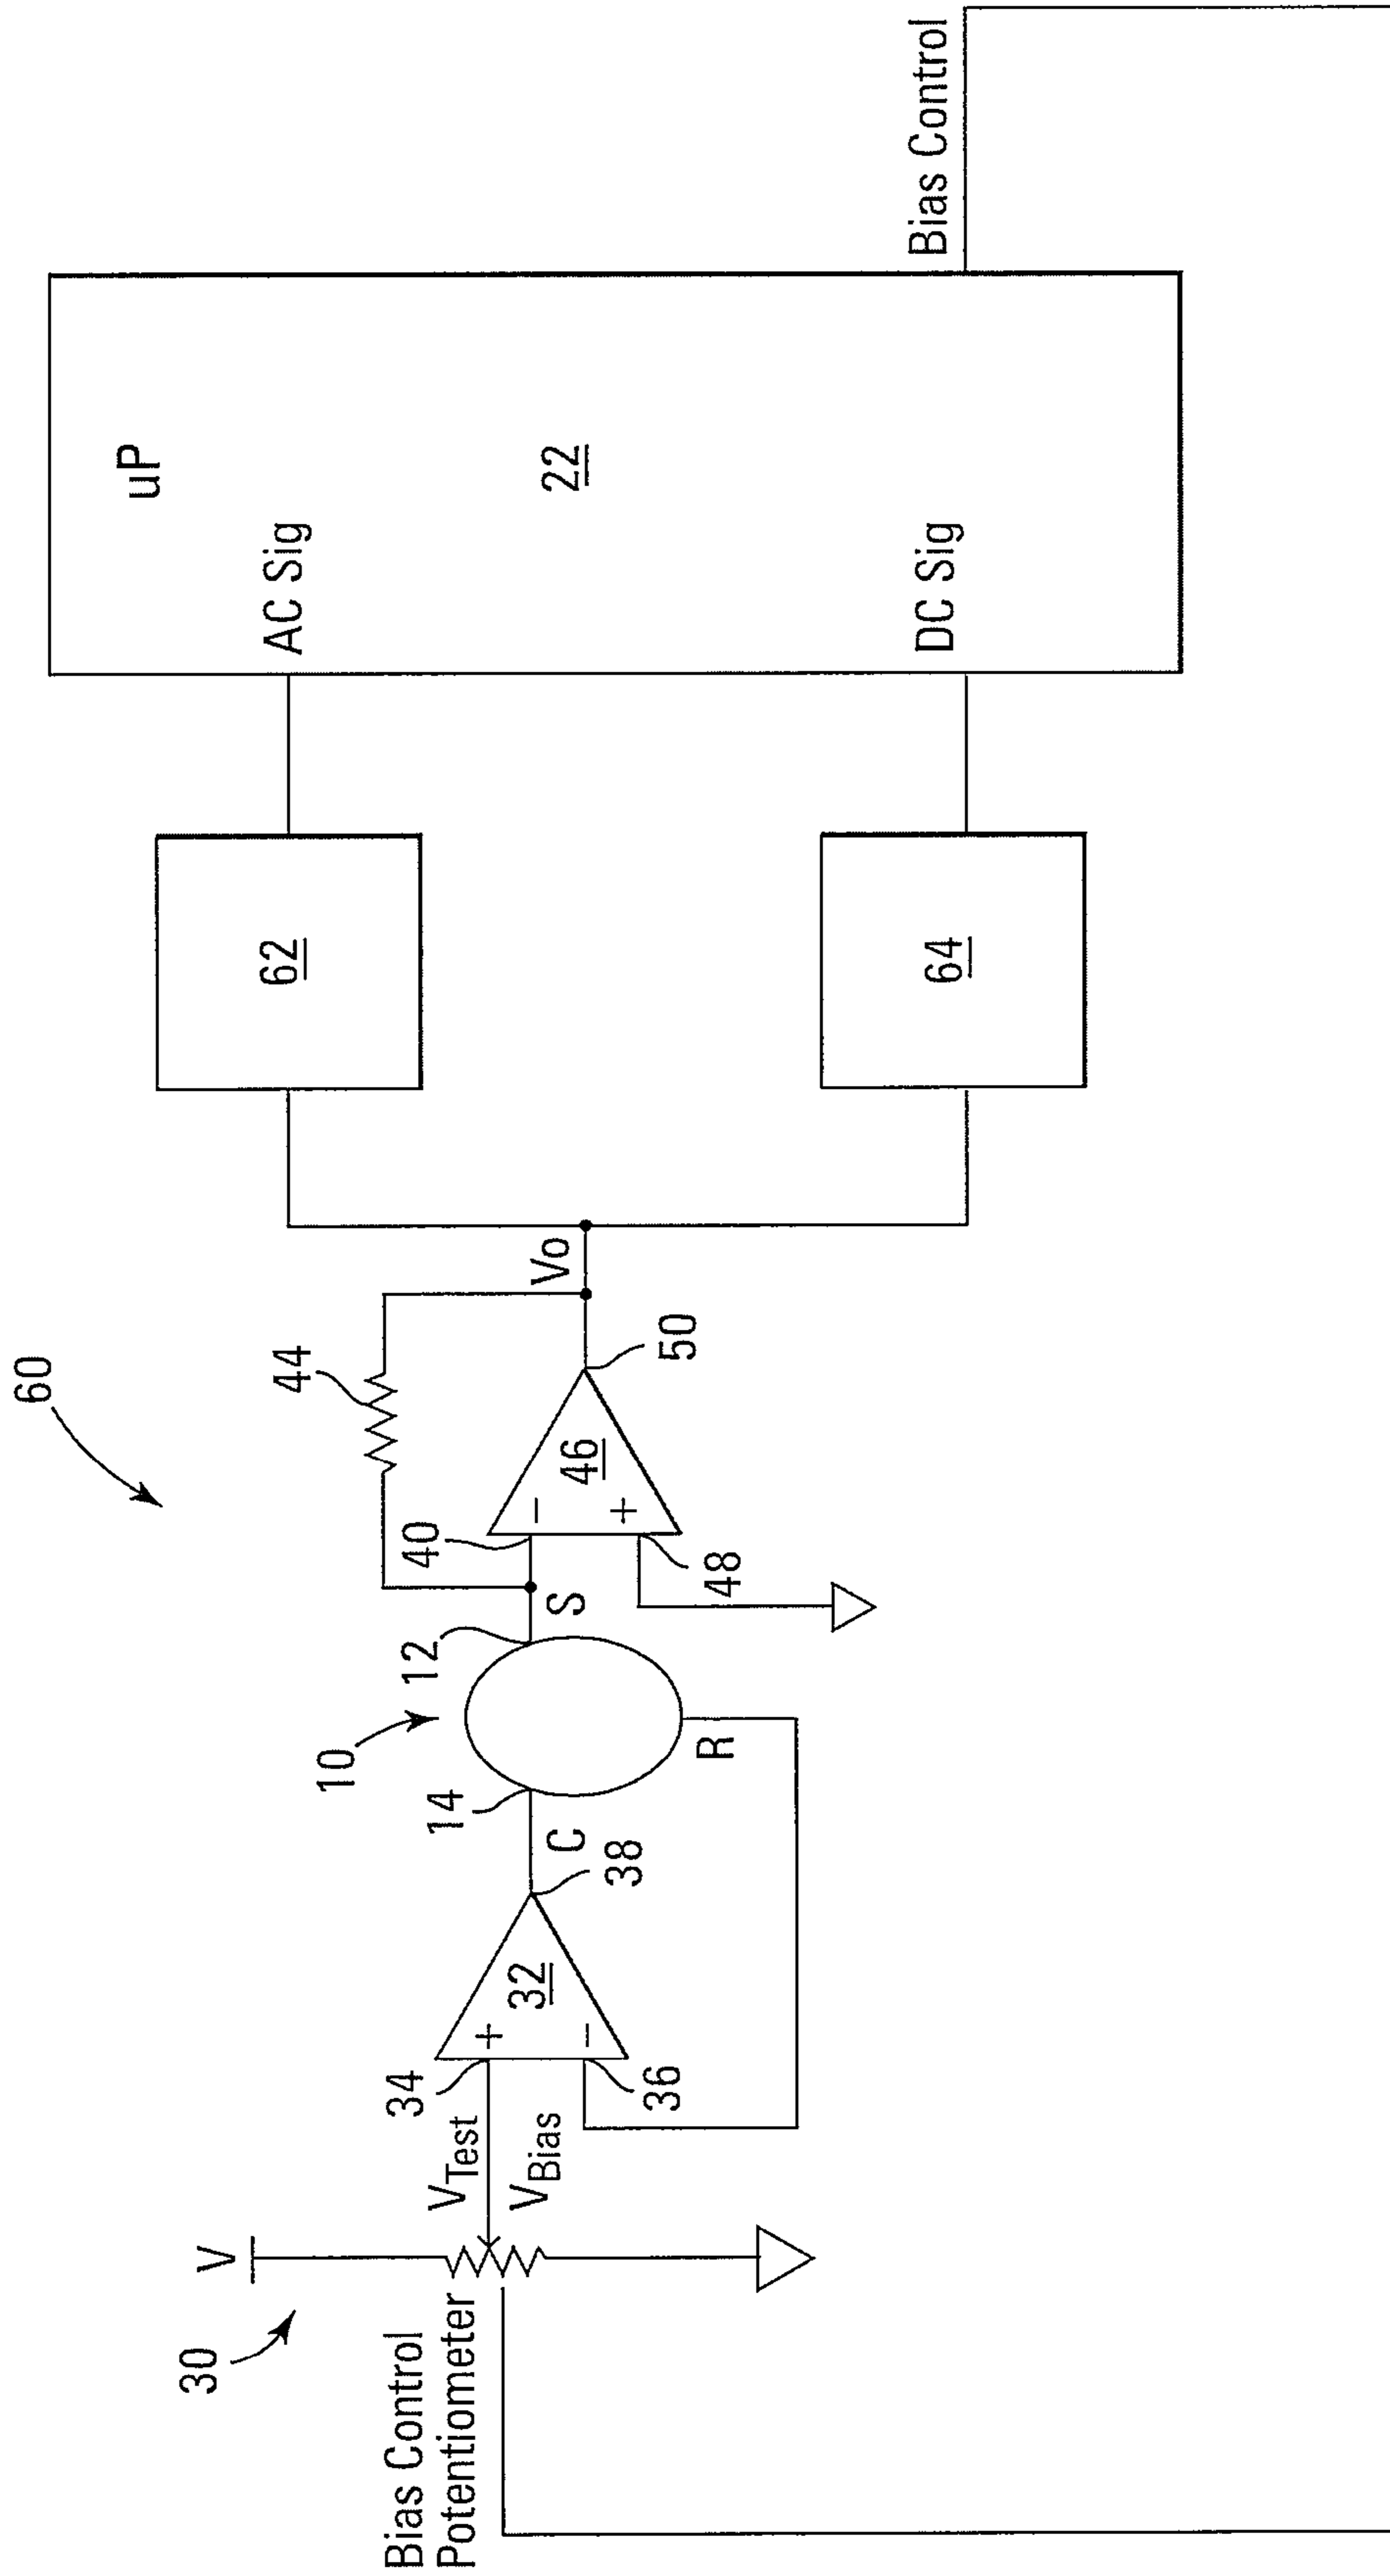 60
uP
AC Sig
22
DC Sig
Bias Control
62
64
44
Vo
50
46
−
+
40
48
S
12
10
14
R
C
38
32
+
−
34
36
VTest
VBias
V
30
Bias Control
Potentiometer